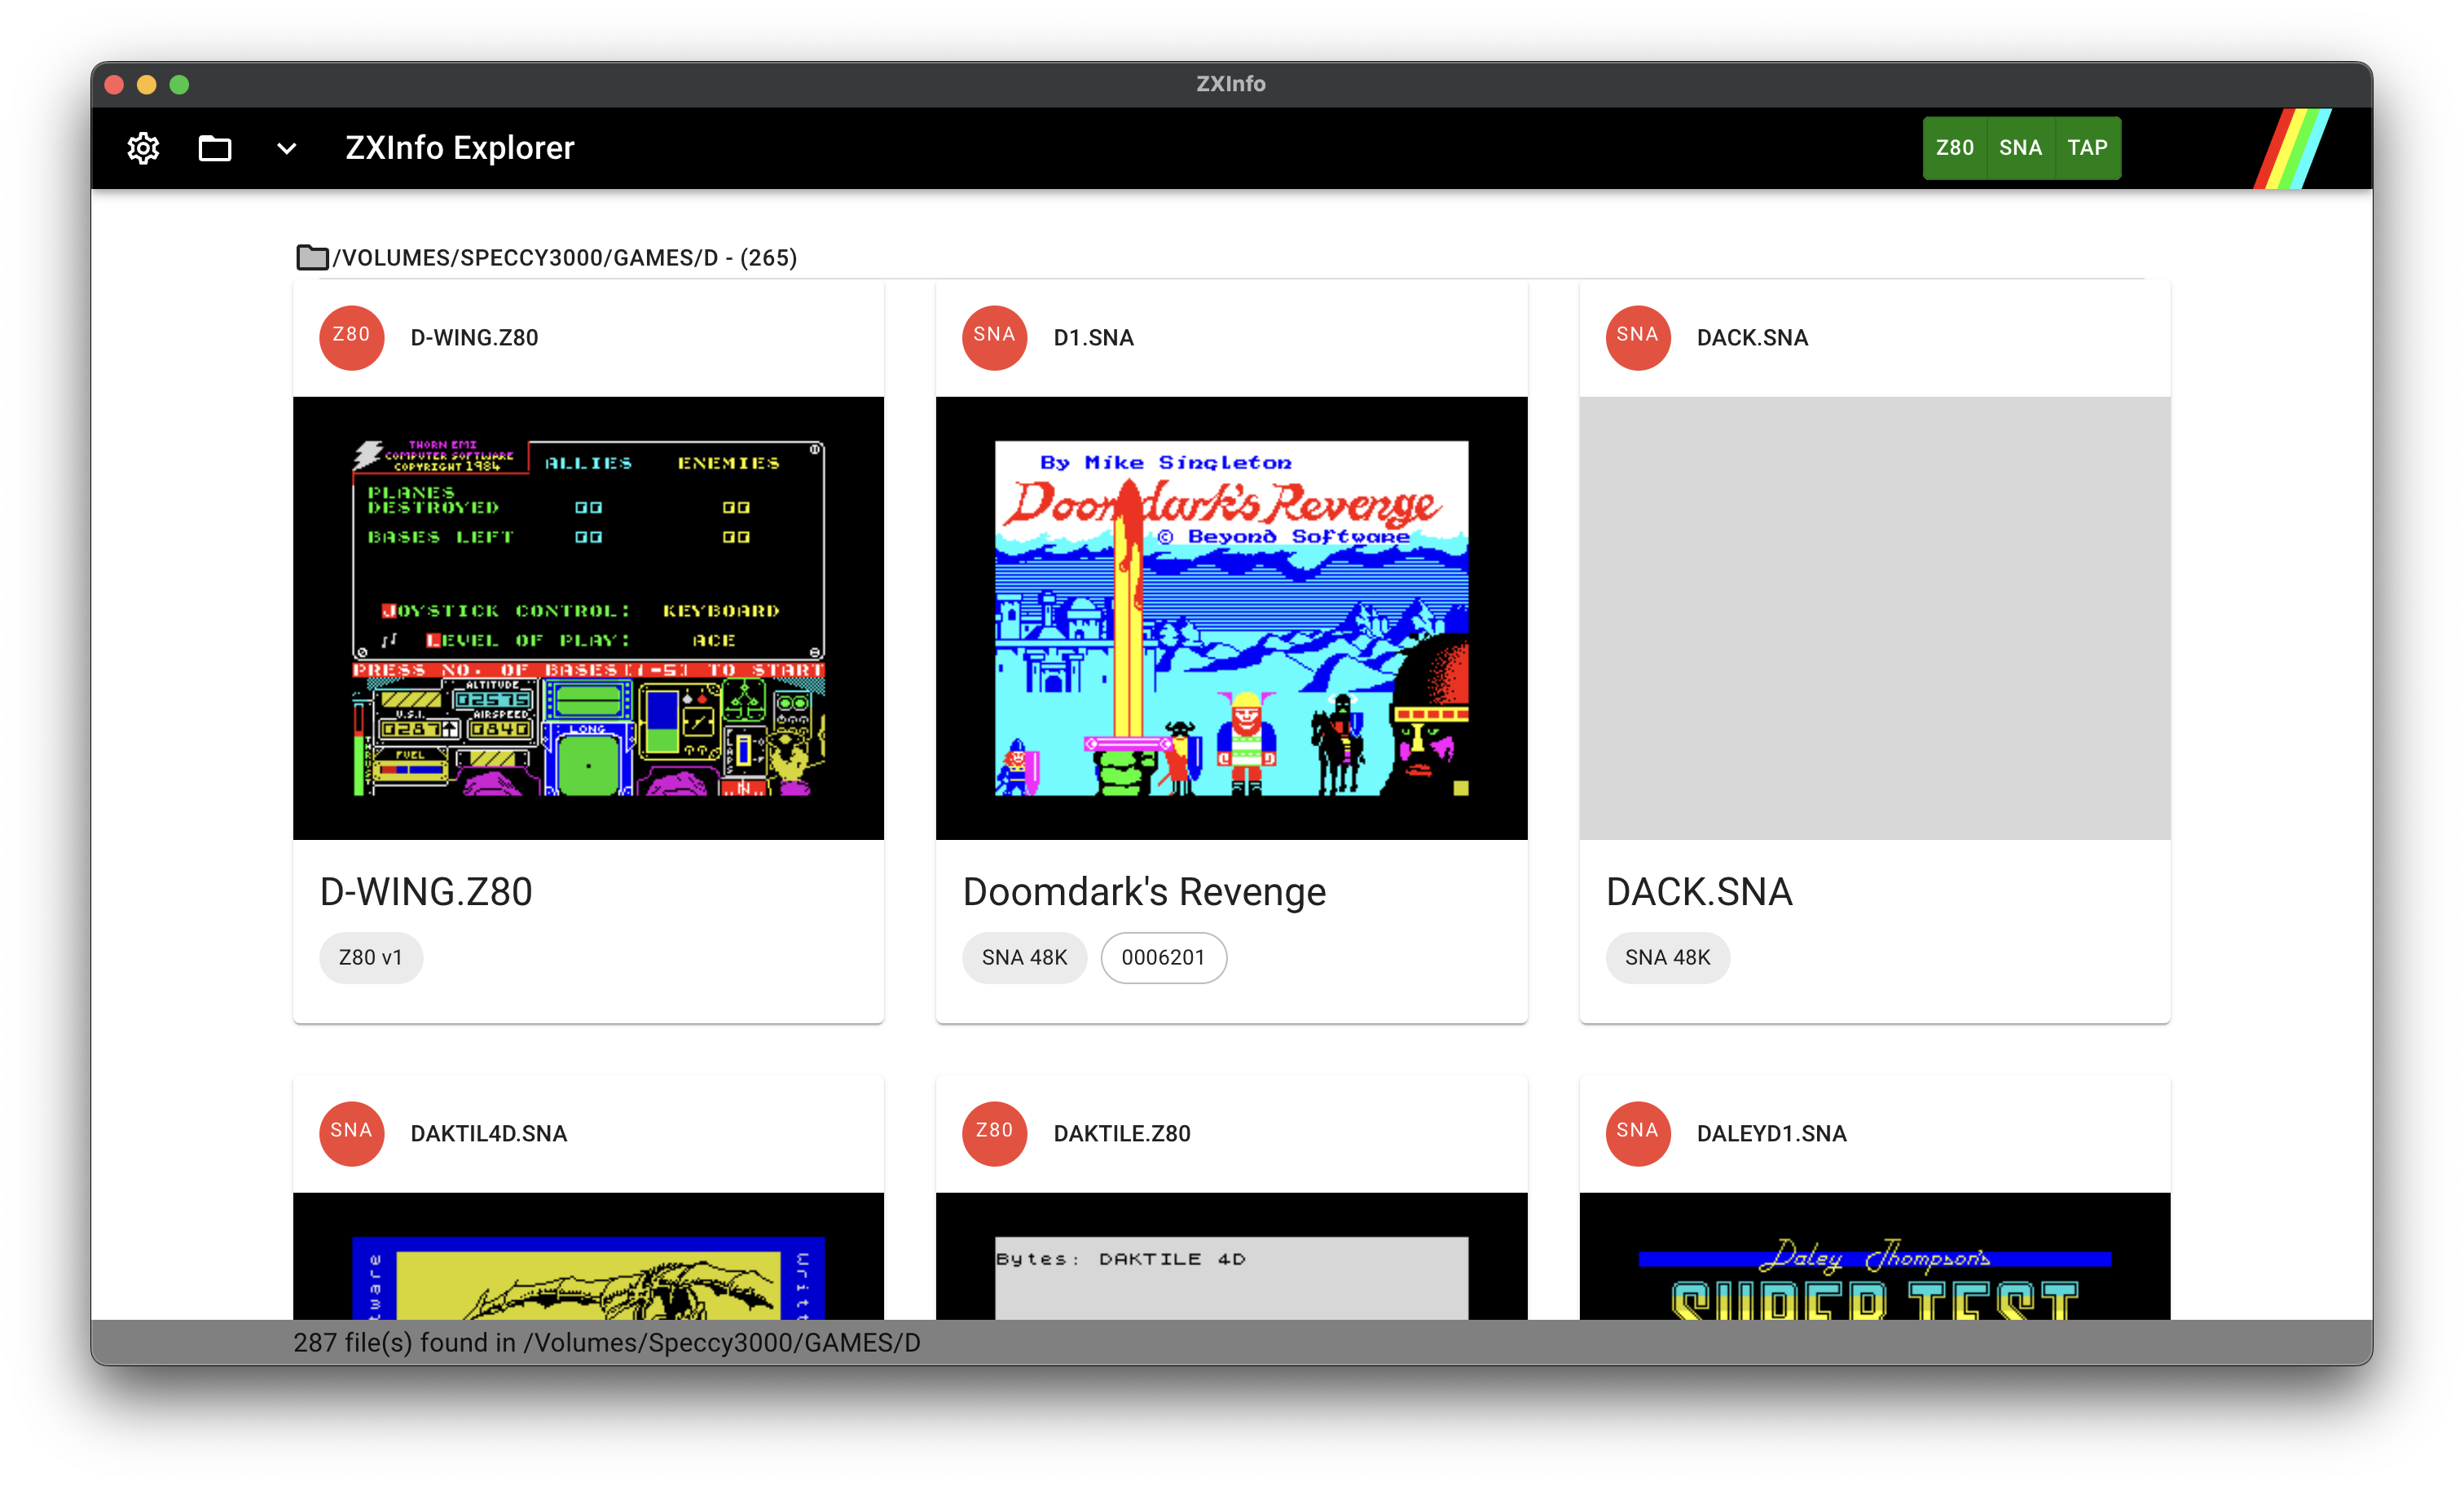 ZXInfo
ZXInfo Explorer
Z80 SNA TAP
/VOLUMES/SPECCY3000/GAMES/D - (265)
Z80 D-WING.Z80
THORN EMI
COMPUTER SOFTWARE
COPYRIGHT 1984
ALLIES ENEMIES
PLANES
DESTROYED 00 00
BASES LEFT 00 00
JOYSTICK CONTROL: KEYBOARD
LEVEL OF PLAY: ACE
PRESS NO. OF BASES(1-5) TO START
ALTITUDE
02575
V.S.I. AIRSPEED
0287 0840
LONG
FUEL
THRUST
D-WING.Z80
Z80 v1
SNA D1.SNA
By Mike Singleton
Doomdark's Revenge
© Beyond Software
Doomdark's Revenge
SNA 48K 0006201
SNA DACK.SNA
DACK.SNA
SNA 48K
SNA DAKTIL4D.SNA
Z80 DAKTILE.Z80
Bytes: DAKTILE 4D
SNA DALEYD1.SNA
Daley Thompson's
SUPER TEST
287 file(s) found in /Volumes/Speccy3000/GAMES/D